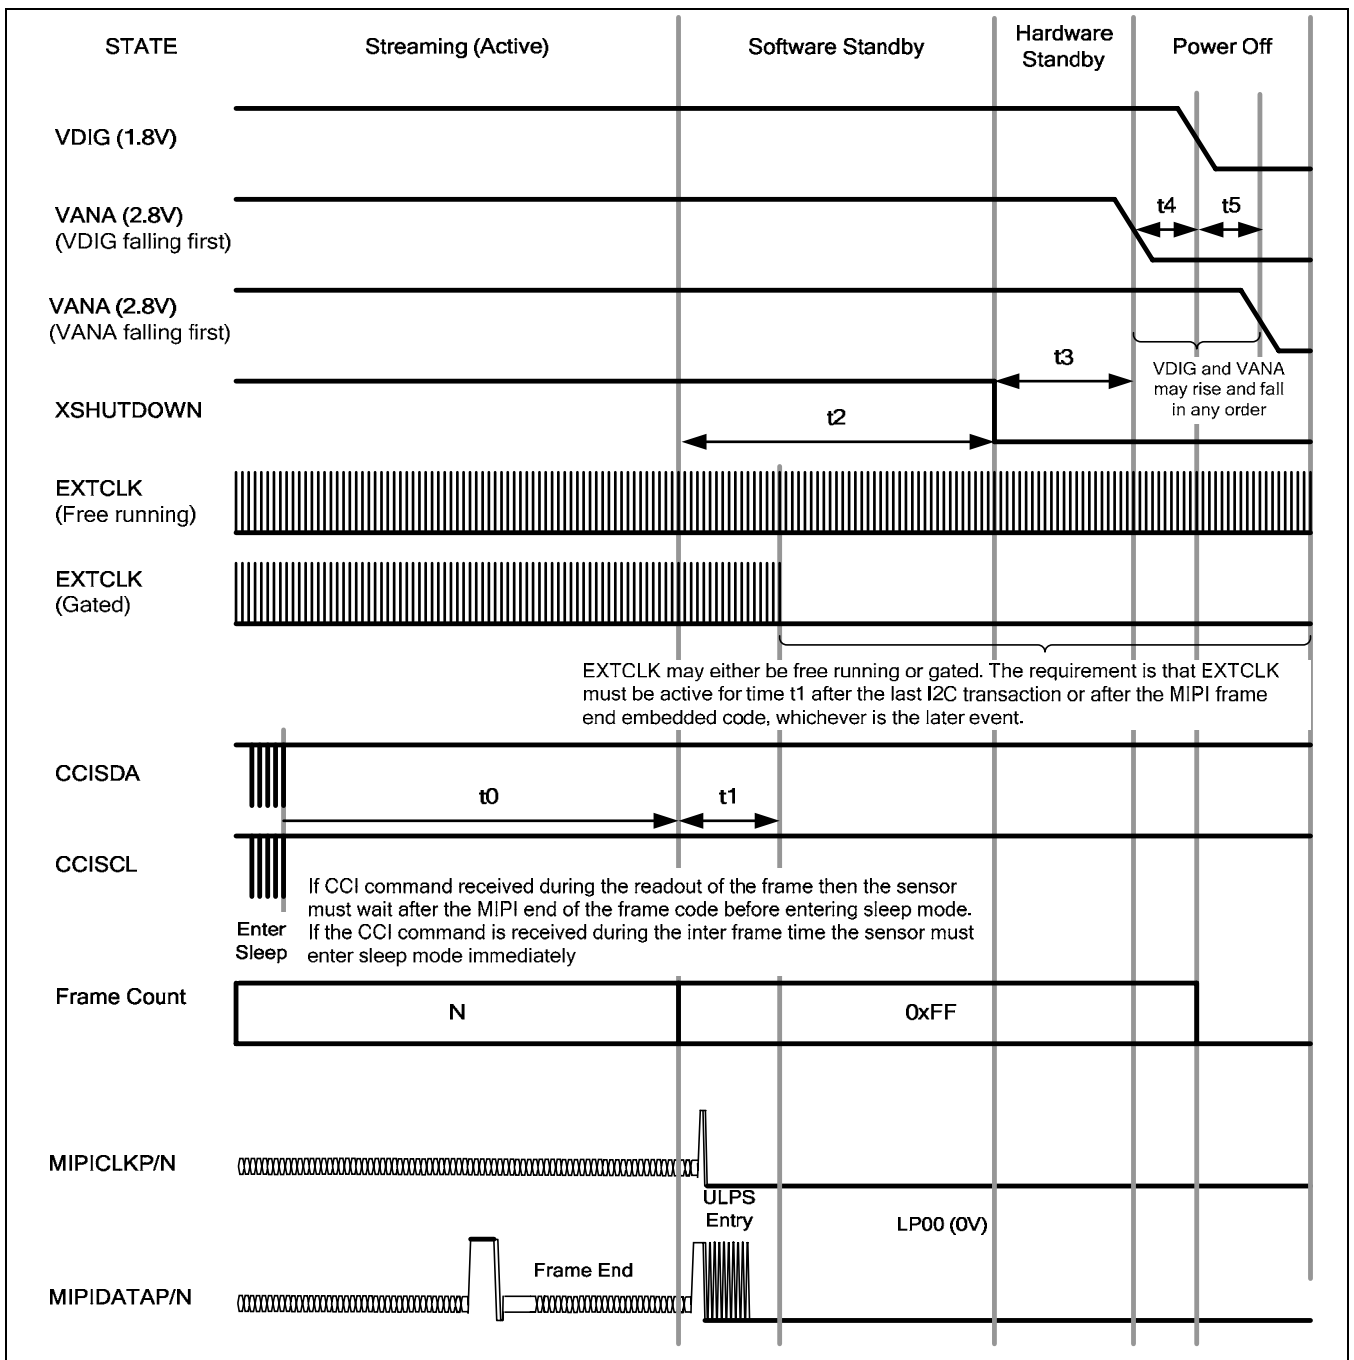 STATE
Streaming (Active)
Software Standby
Hardware
Standby
Power Off
VDIG (1.8V)
VANA (2.8V)
(VDIG falling first)
t4
t5
VANA (2.8V)
(VANA falling first)
t3
VDIG and VANA
may rise and fall
in any order
XSHUTDOWN
t2
EXTCLK
(Free running)
EXTCLK
(Gated)
EXTCLK may either be free running or gated. The requirement is that EXTCLK
must be active for time t1 after the last I2C transaction or after the MIPI frame
end embedded code, whichever is the later event.
CCISDA
t0
t1
CCISCL
Enter
Sleep
If CCI command received during the readout of the frame then the sensor
must wait after the MIPI end of the frame code before entering sleep mode.
If the CCI command is received during the inter frame time the sensor must
enter sleep mode immediately
Frame Count
N
0xFF
MIPICLKP/N
ULPS
Entry
LP00 (0V)
Frame End
MIPIDATAP/N